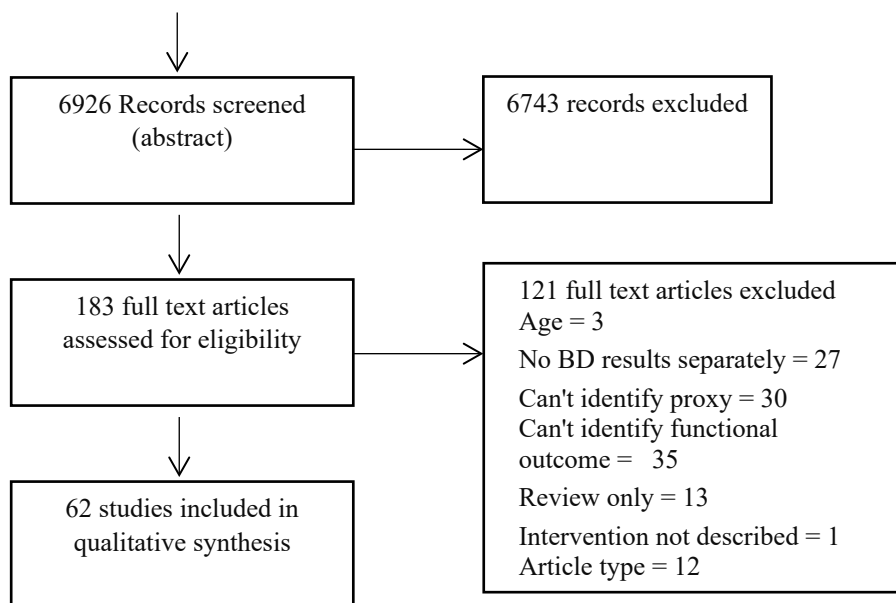 6926 Records screened
(abstract)
6743 records excluded
183 full text articles
assessed for eligibility
121 full text articles excluded
Age = 3
No BD results separately = 27
Can't identify proxy = 30
Can't identify functional
outcome = 35
Review only = 13
Intervention not described = 1
Article type = 12
62 studies included in
qualitative synthesis